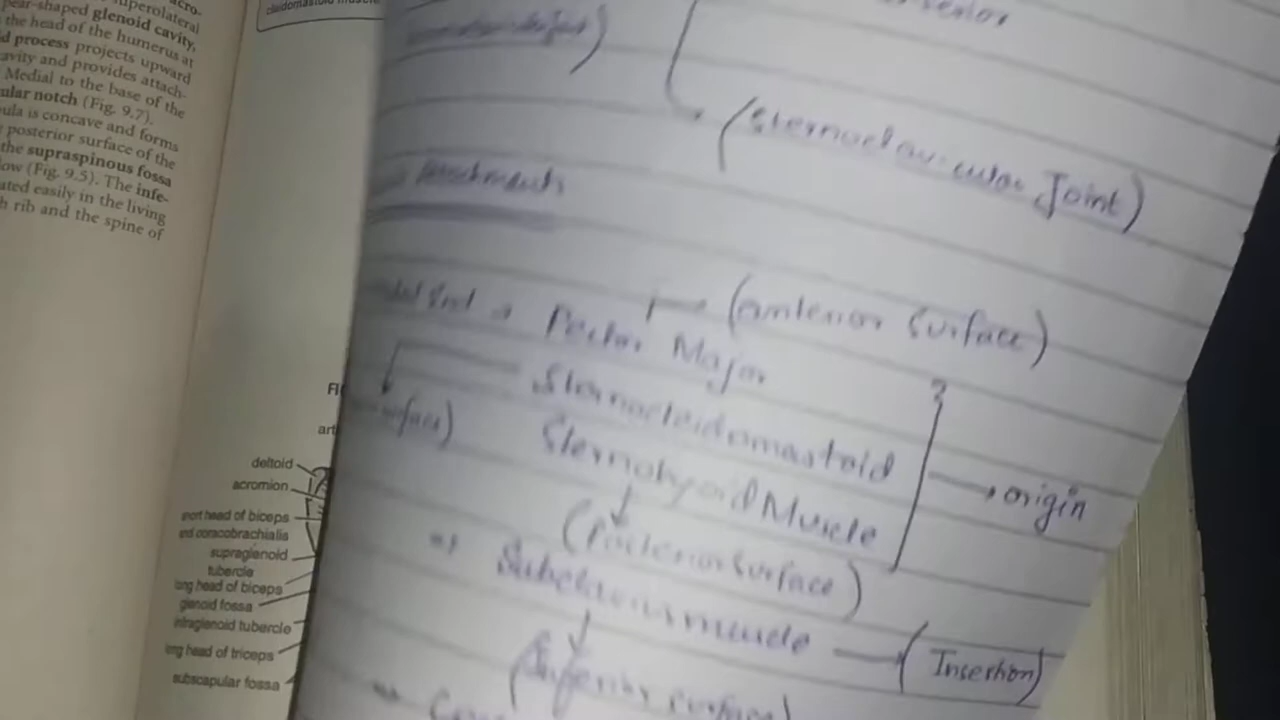 pear-shaped glenoid cavity,
the head of the humerus at
d process projects upward
avity and provides attach-
Medial to the base of the
ular notch (Fig. 9.7).
ula is concave and forms
posterior surface of the
the supraspinous fossa
low (Fig. 9.5). The infe-
ated easily in the living
h rib and the spine of
deltoid
acromion
short head of biceps
and coracobrachialis
supraglenoid
tubercle
long head of biceps
glenoid fossa
infraglenoid tubercle
long head of triceps
subscapular fossa
(Sternoclavicular Joint)
(anterior Surface)
Pector Major
Sternocleidomastoid
Sternohyoid Muscle
origin
(Posterior Surface)
muscle
(Insertion)
surface)